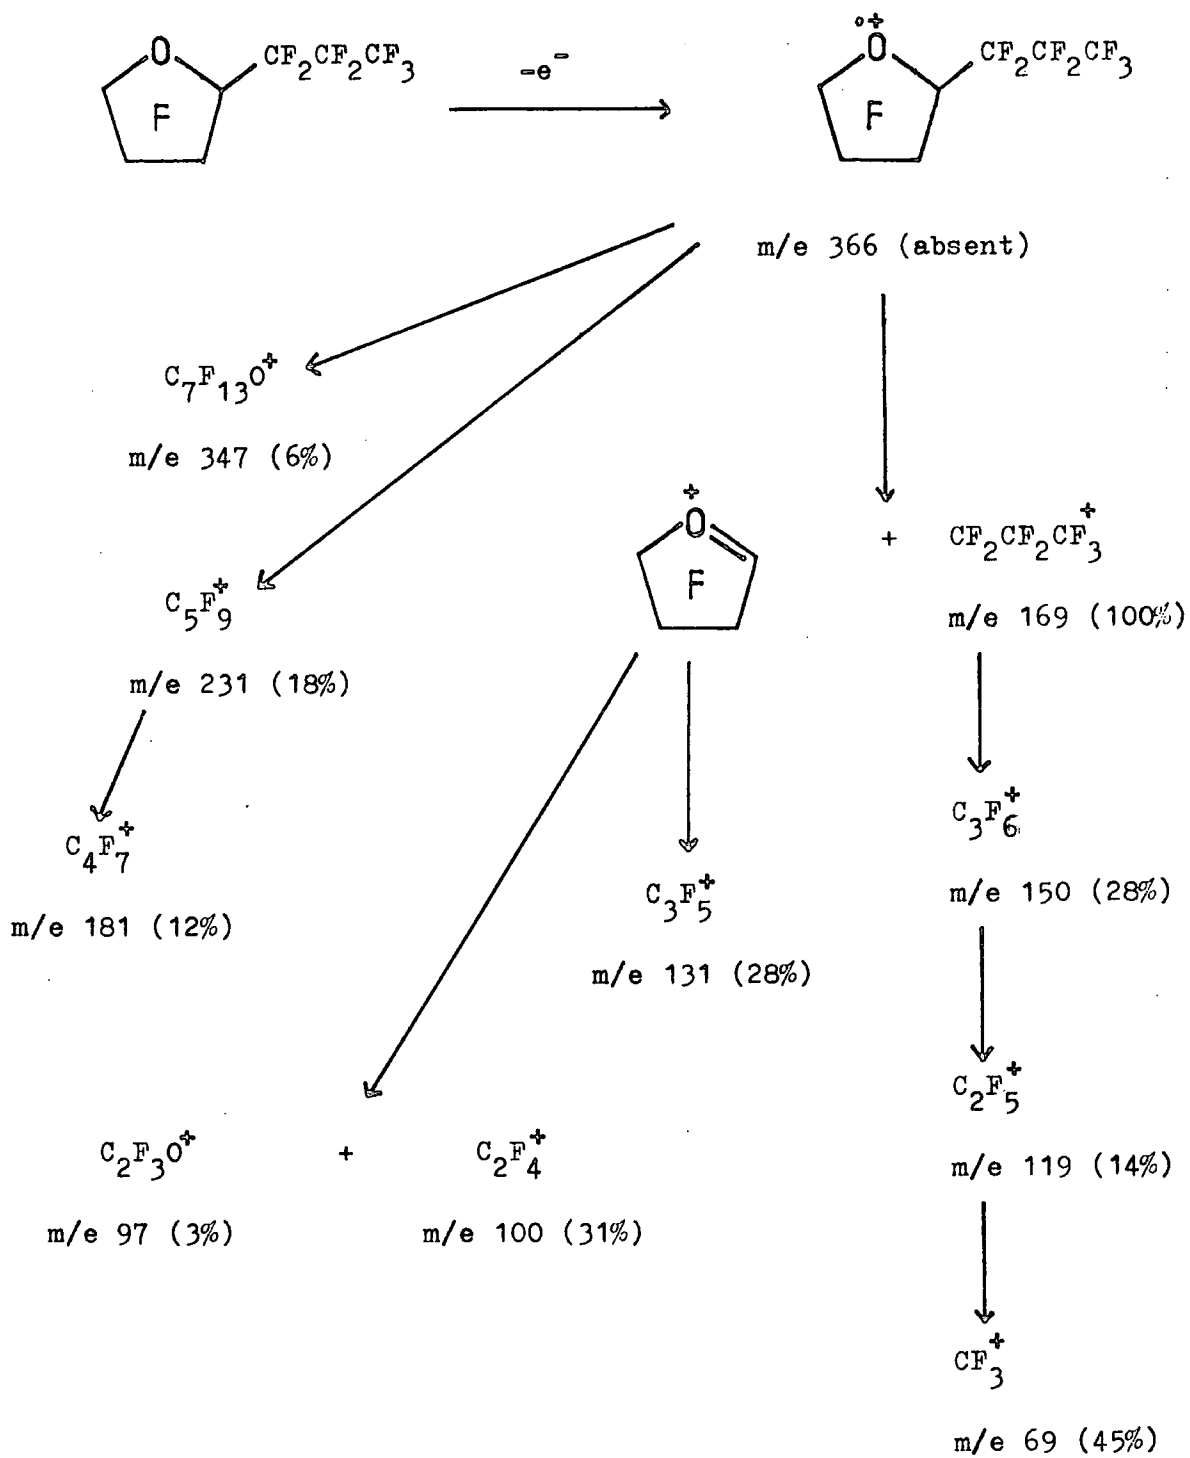 O CF₂CF₂CF₃
F
-e⁻
O•+ CF₂CF₂CF₃
F
m/e 366 (absent)
C₇F₁₃O⁺
m/e 347 (6%)
C₅F₉⁺
m/e 231 (18%)
C₄F₇⁺
m/e 181 (12%)
O⁺
F
+ CF₂CF₂CF₃⁺
m/e 169 (100%)
C₃F₆⁺
m/e 150 (28%)
C₃F₅⁺
m/e 131 (28%)
C₂F₅⁺
m/e 119 (14%)
C₂F₃O⁺ + C₂F₄⁺
m/e 97 (3%) m/e 100 (31%)
CF₃⁺
m/e 69 (45%)